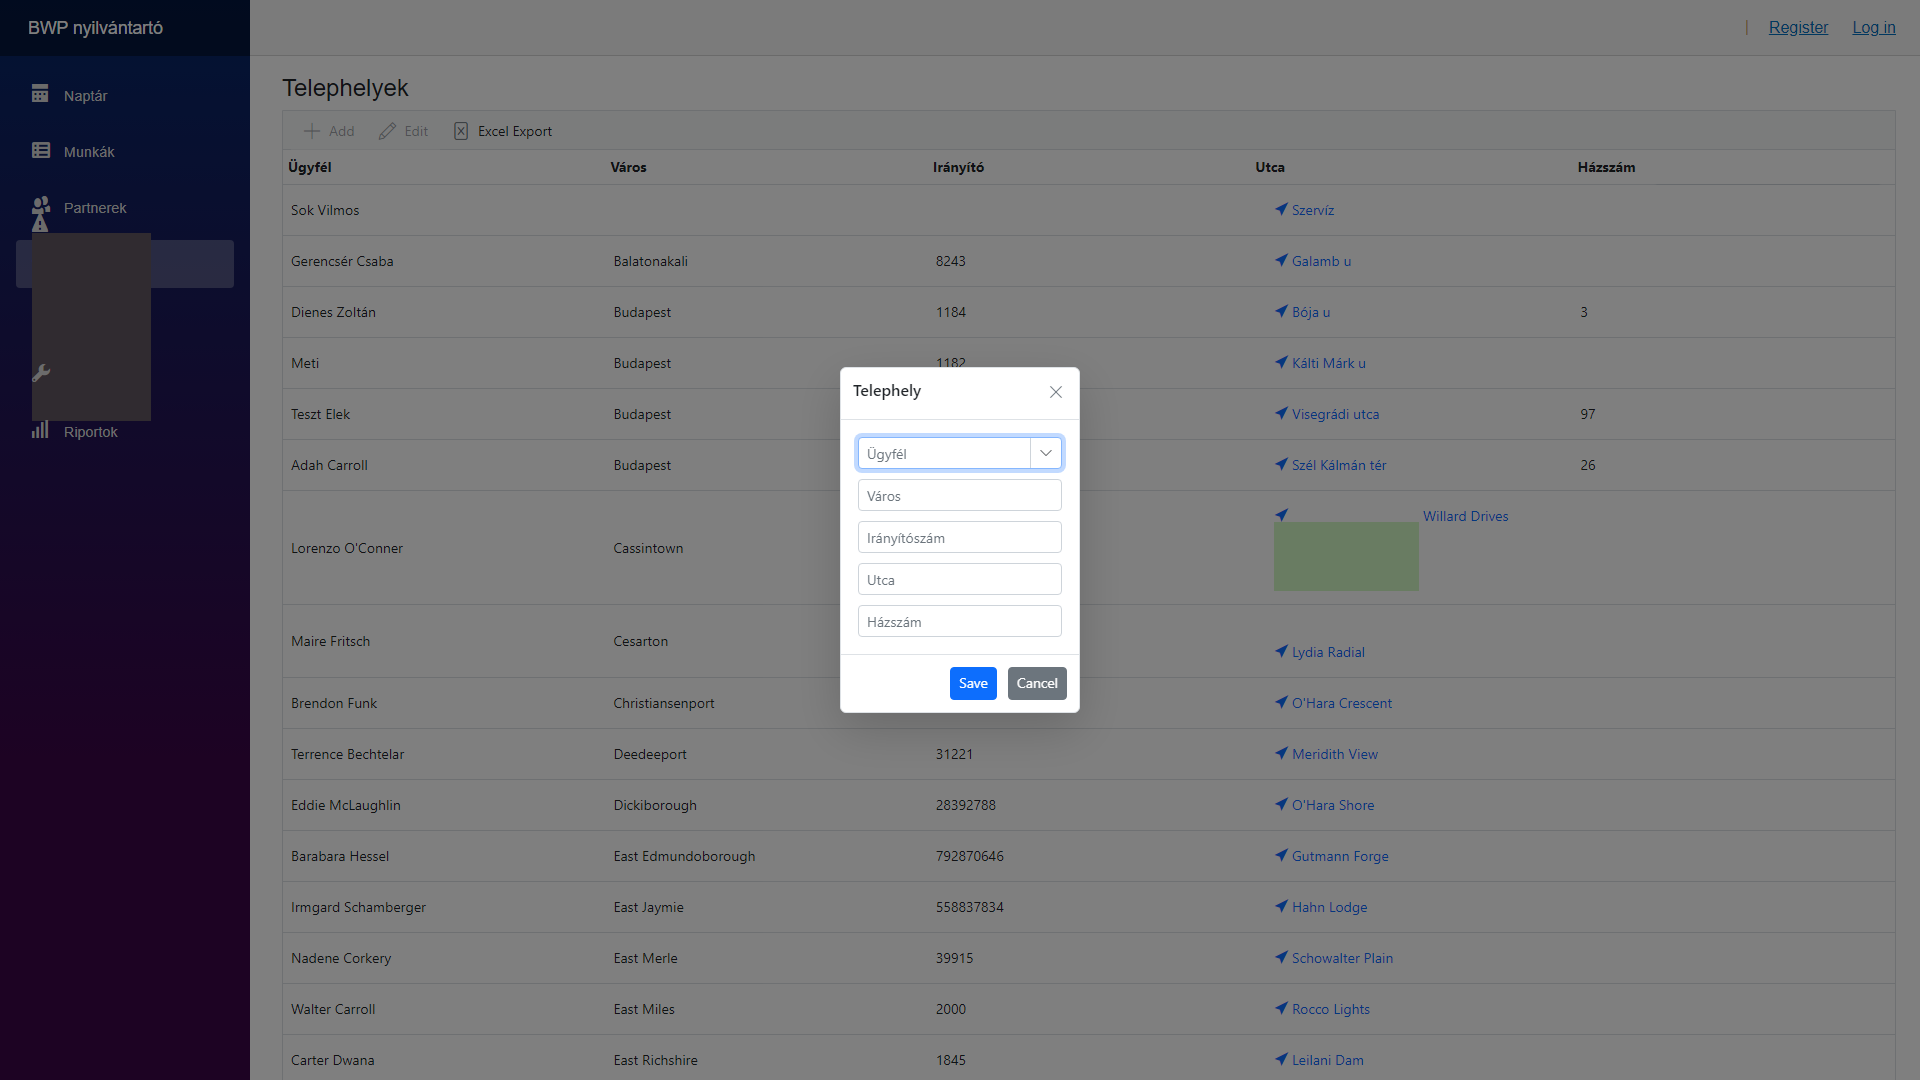 BWP nyilvántartó
| Register Log in
Naptár
Munkák
Partnerek
Riportok
Telephelyek
Add Edit Excel Export
Ügyfél Város Irányító Utca Házszám
Sok Vilmos Szervíz
Gerencsér Csaba Balatonakali 8243 Galamb u
Dienes Zoltán Budapest 1184 Bója u 3
Meti Budapest 1182 Kálti Márk u
Teszt Elek Budapest Visegrádi utca 97
Adah Carroll Budapest Szél Kálmán tér 26
Lorenzo O'Conner Cassintown Willard Drives
Maire Fritsch Cesarton Lydia Radial
Brendon Funk Christiansenport O'Hara Crescent
Terrence Bechtelar Deedeeport 31221 Meridith View
Eddie McLaughlin Dickiborough 28392788 O'Hara Shore
Barabara Hessel East Edmundoborough 792870646 Gutmann Forge
Irmgard Schamberger East Jaymie 558837834 Hahn Lodge
Nadene Corkery East Merle 39915 Schowalter Plain
Walter Carroll East Miles 2000 Rocco Lights
Carter Dwana East Richshire 1845 Leilani Dam
Telephely
Ügyfél
Város
Irányítószám
Utca
Házszám
Save Cancel